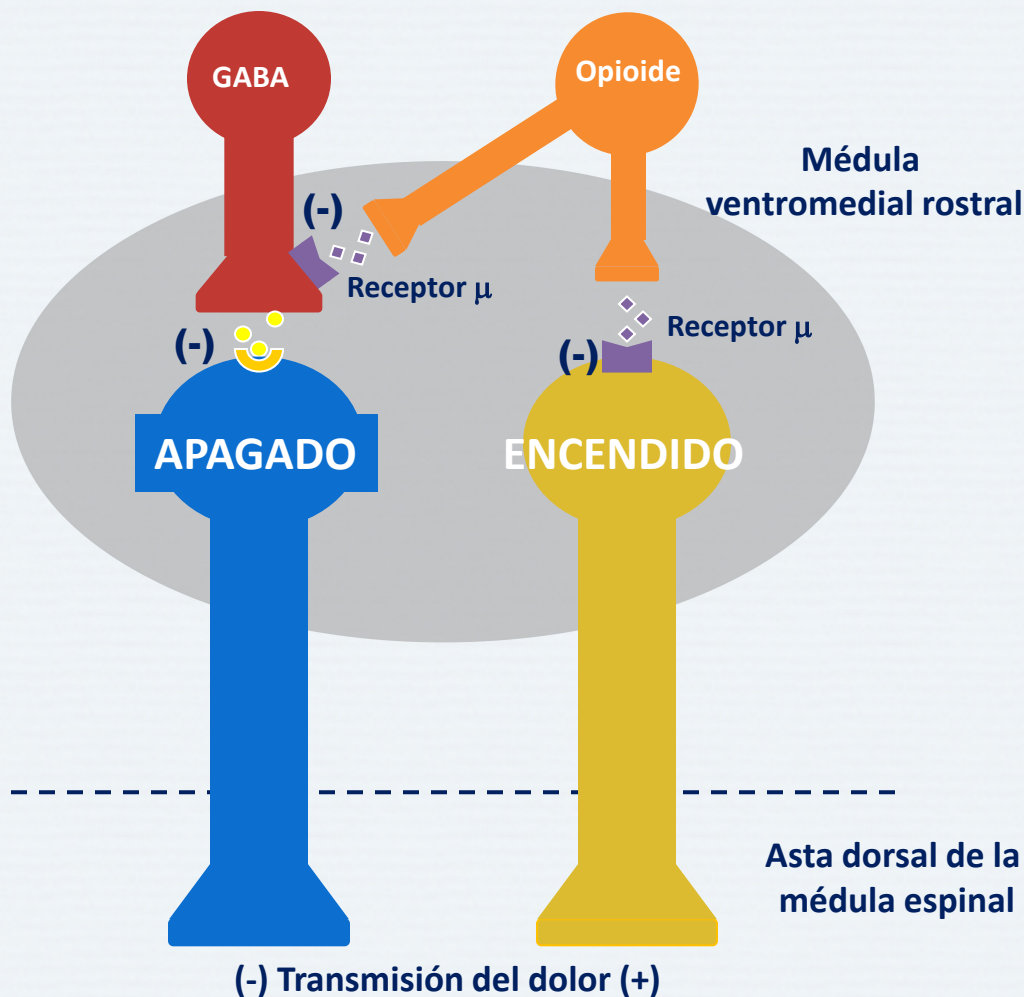 GABA
Opioide
Médula
ventromedial rostral
(-)
Receptor μ
(-)
Receptor μ
(-)
APAGADO
ENCENDIDO
Asta dorsal de la
médula espinal
(-) Transmisión del dolor (+)